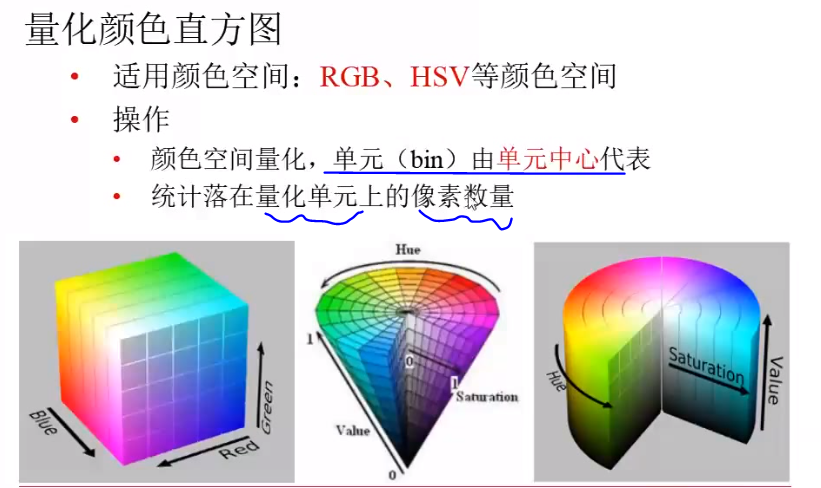 量化颜色直方图
• 适用颜色空间：RGB、HSV等颜色空间
• 操作
• 颜色空间量化，单元（bin）由单元中心代表
• 统计落在量化单元上的像素数量
Blue
Red
Green
Hue
1
0
1
Saturation
Value
0
Hue
Saturation
Value